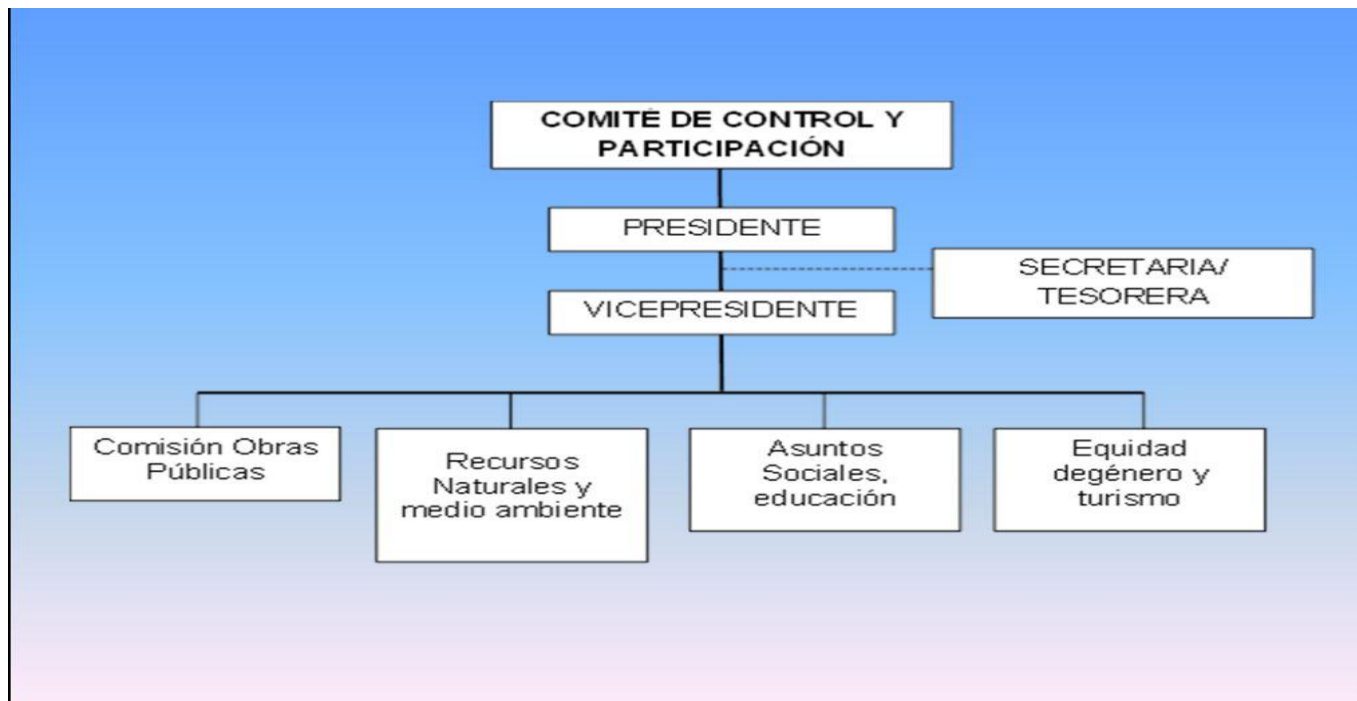 COMITÉ DE CONTROL Y
PARTICIPACIÓN
PRESIDENTE
SECRETARIA/
TESORERA
VICEPRESIDENTE
Comisión Obras
Públicas
Recursos
Naturales y
medio ambiente
Asuntos
Sociales,
educación
Equidad
degénero y
turismo